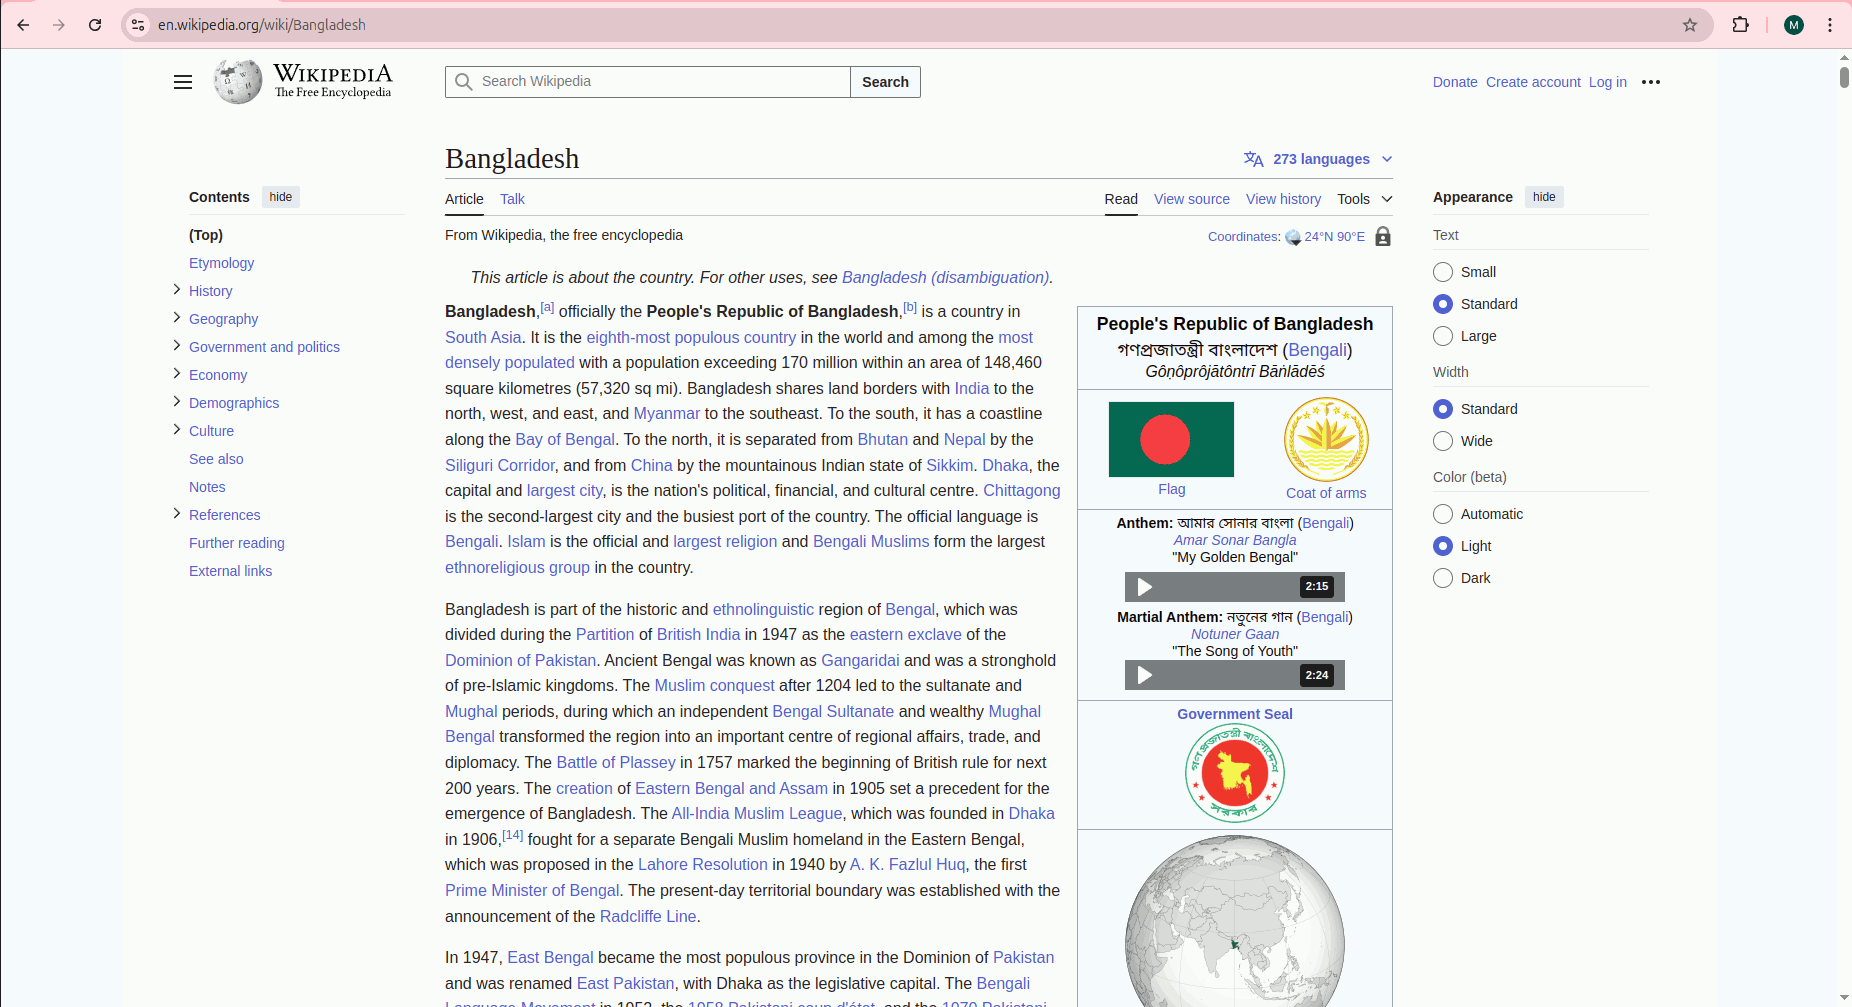 en.wikipedia.org/wiki/Bangladesh
M
WIKIPEDIA
The Free Encyclopedia
Search Wikipedia
Search
Donate Create account Log in
Bangladesh
273 languages
Contents hide
Article Talk
Read View source View history Tools
Appearance hide
(Top)
Etymology
History
Geography
Government and politics
Economy
Demographics
Culture
See also
Notes
References
Further reading
External links
From Wikipedia, the free encyclopedia
Coordinates: 24°N 90°E
This article is about the country. For other uses, see Bangladesh (disambiguation).
Bangladesh,[a] officially the People's Republic of Bangladesh,[b] is a country in
South Asia. It is the eighth-most populous country in the world and among the most
densely populated with a population exceeding 170 million within an area of 148,460
square kilometres (57,320 sq mi). Bangladesh shares land borders with India to the
north, west, and east, and Myanmar to the southeast. To the south, it has a coastline
along the Bay of Bengal. To the north, it is separated from Bhutan and Nepal by the
Siliguri Corridor, and from China by the mountainous Indian state of Sikkim. Dhaka, the
capital and largest city, is the nation's political, financial, and cultural centre. Chittagong
is the second-largest city and the busiest port of the country. The official language is
Bengali. Islam is the official and largest religion and Bengali Muslims form the largest
ethnoreligious group in the country.
Bangladesh is part of the historic and ethnolinguistic region of Bengal, which was
divided during the Partition of British India in 1947 as the eastern exclave of the
Dominion of Pakistan. Ancient Bengal was known as Gangaridai and was a stronghold
of pre-Islamic kingdoms. The Muslim conquest after 1204 led to the sultanate and
Mughal periods, during which an independent Bengal Sultanate and wealthy Mughal
Bengal transformed the region into an important centre of regional affairs, trade, and
diplomacy. The Battle of Plassey in 1757 marked the beginning of British rule for next
200 years. The creation of Eastern Bengal and Assam in 1905 set a precedent for the
emergence of Bangladesh. The All-India Muslim League, which was founded in Dhaka
in 1906,[14] fought for a separate Bengali Muslim homeland in the Eastern Bengal,
which was proposed in the Lahore Resolution in 1940 by A. K. Fazlul Huq, the first
Prime Minister of Bengal. The present-day territorial boundary was established with the
announcement of the Radcliffe Line.
In 1947, East Bengal became the most populous province in the Dominion of Pakistan
and was renamed East Pakistan, with Dhaka as the legislative capital. The Bengali
Language Movement in 1952, the 1958 Pakistani coup d'état, and the 1970 Pakistani
People's Republic of Bangladesh
গণপ্রজাতন্ত্রী বাংলাদেশ (Bengali)
Gôṇôprôjātôntrī Bāṅlādēś
Flag
Coat of arms
Anthem: আমার সোনার বাংলা (Bengali)
Amar Sonar Bangla
"My Golden Bengal"
2:15
Martial Anthem: নতুনের গান (Bengali)
Notuner Gaan
"The Song of Youth"
2:24
Government Seal
গণপ্রজাতন্ত্রী বাংলাদেশ
সরকার
Text
Small
Standard
Large
Width
Standard
Wide
Color (beta)
Automatic
Light
Dark